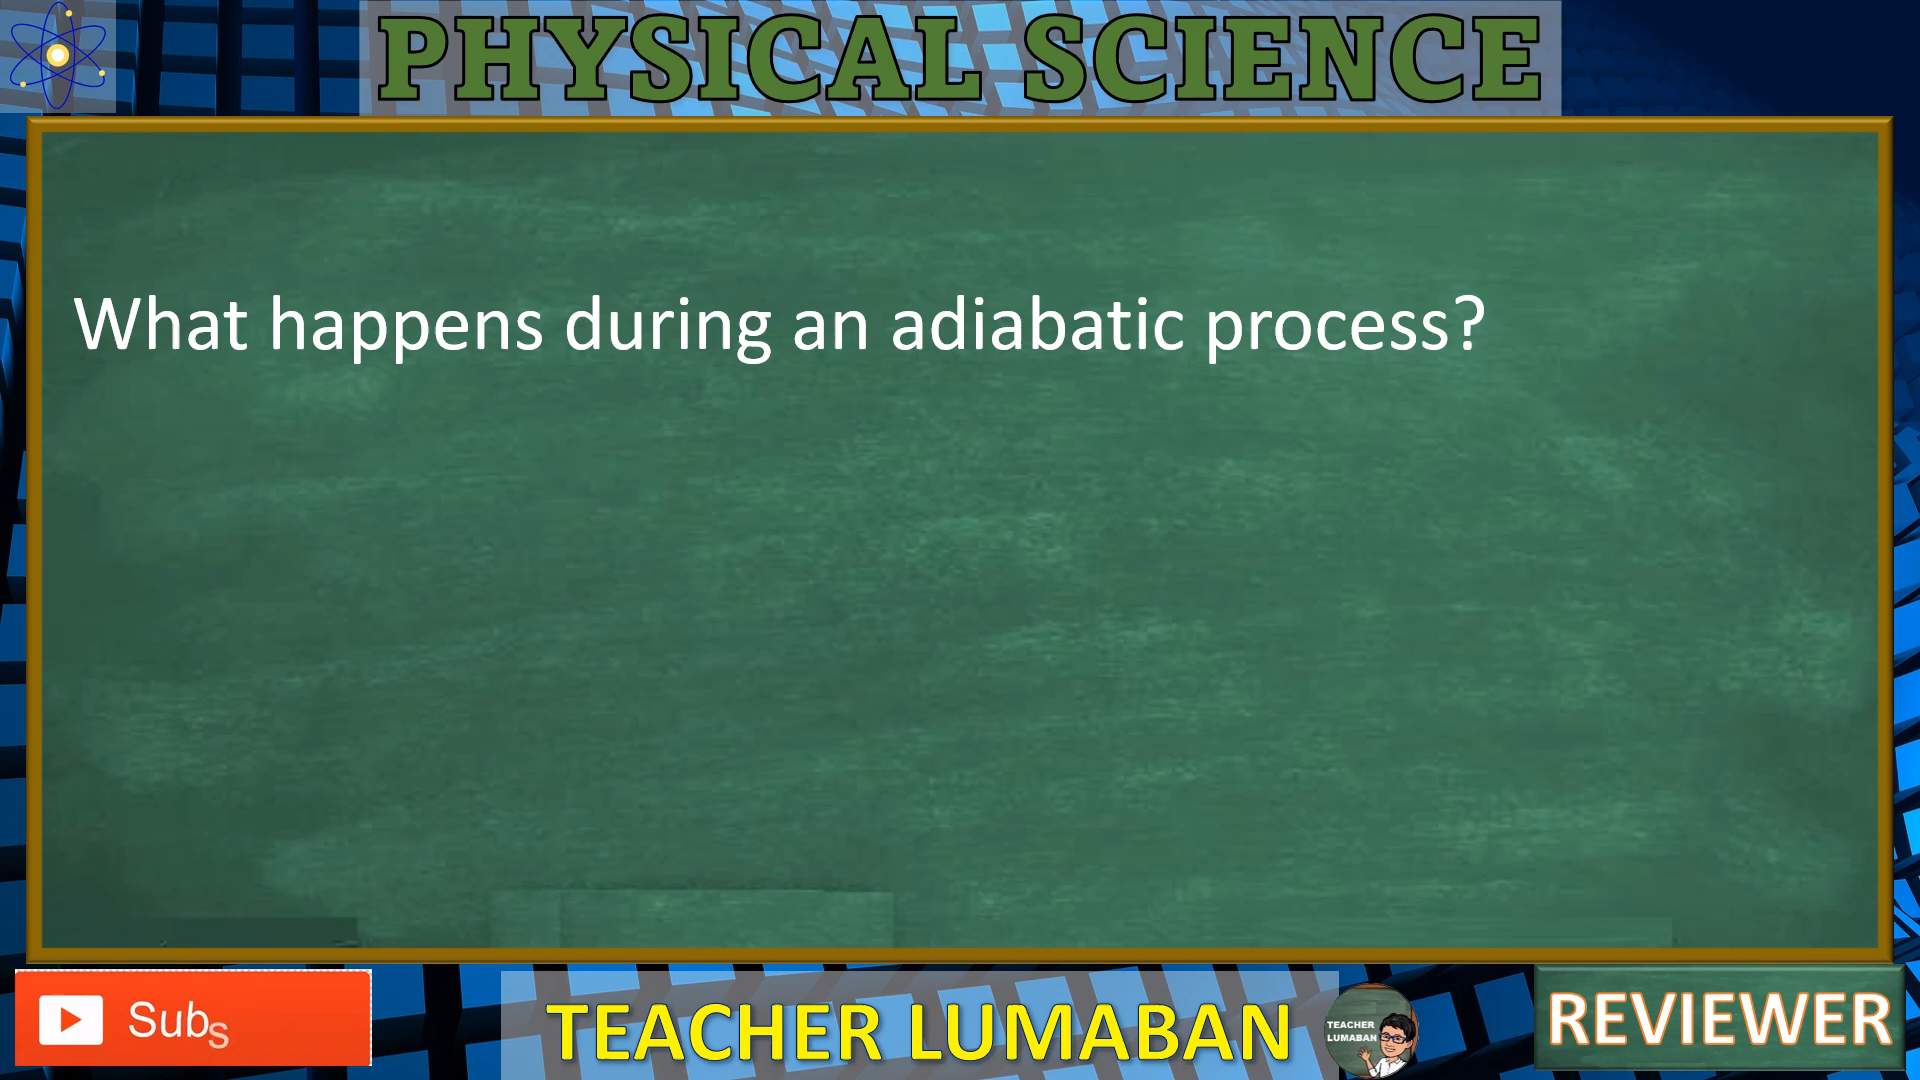 PHYSICAL SCIENCE
What happens during an adiabatic process?
Subs
TEACHER LUMABAN
TEACHER
LUMABAN
REVIEWER